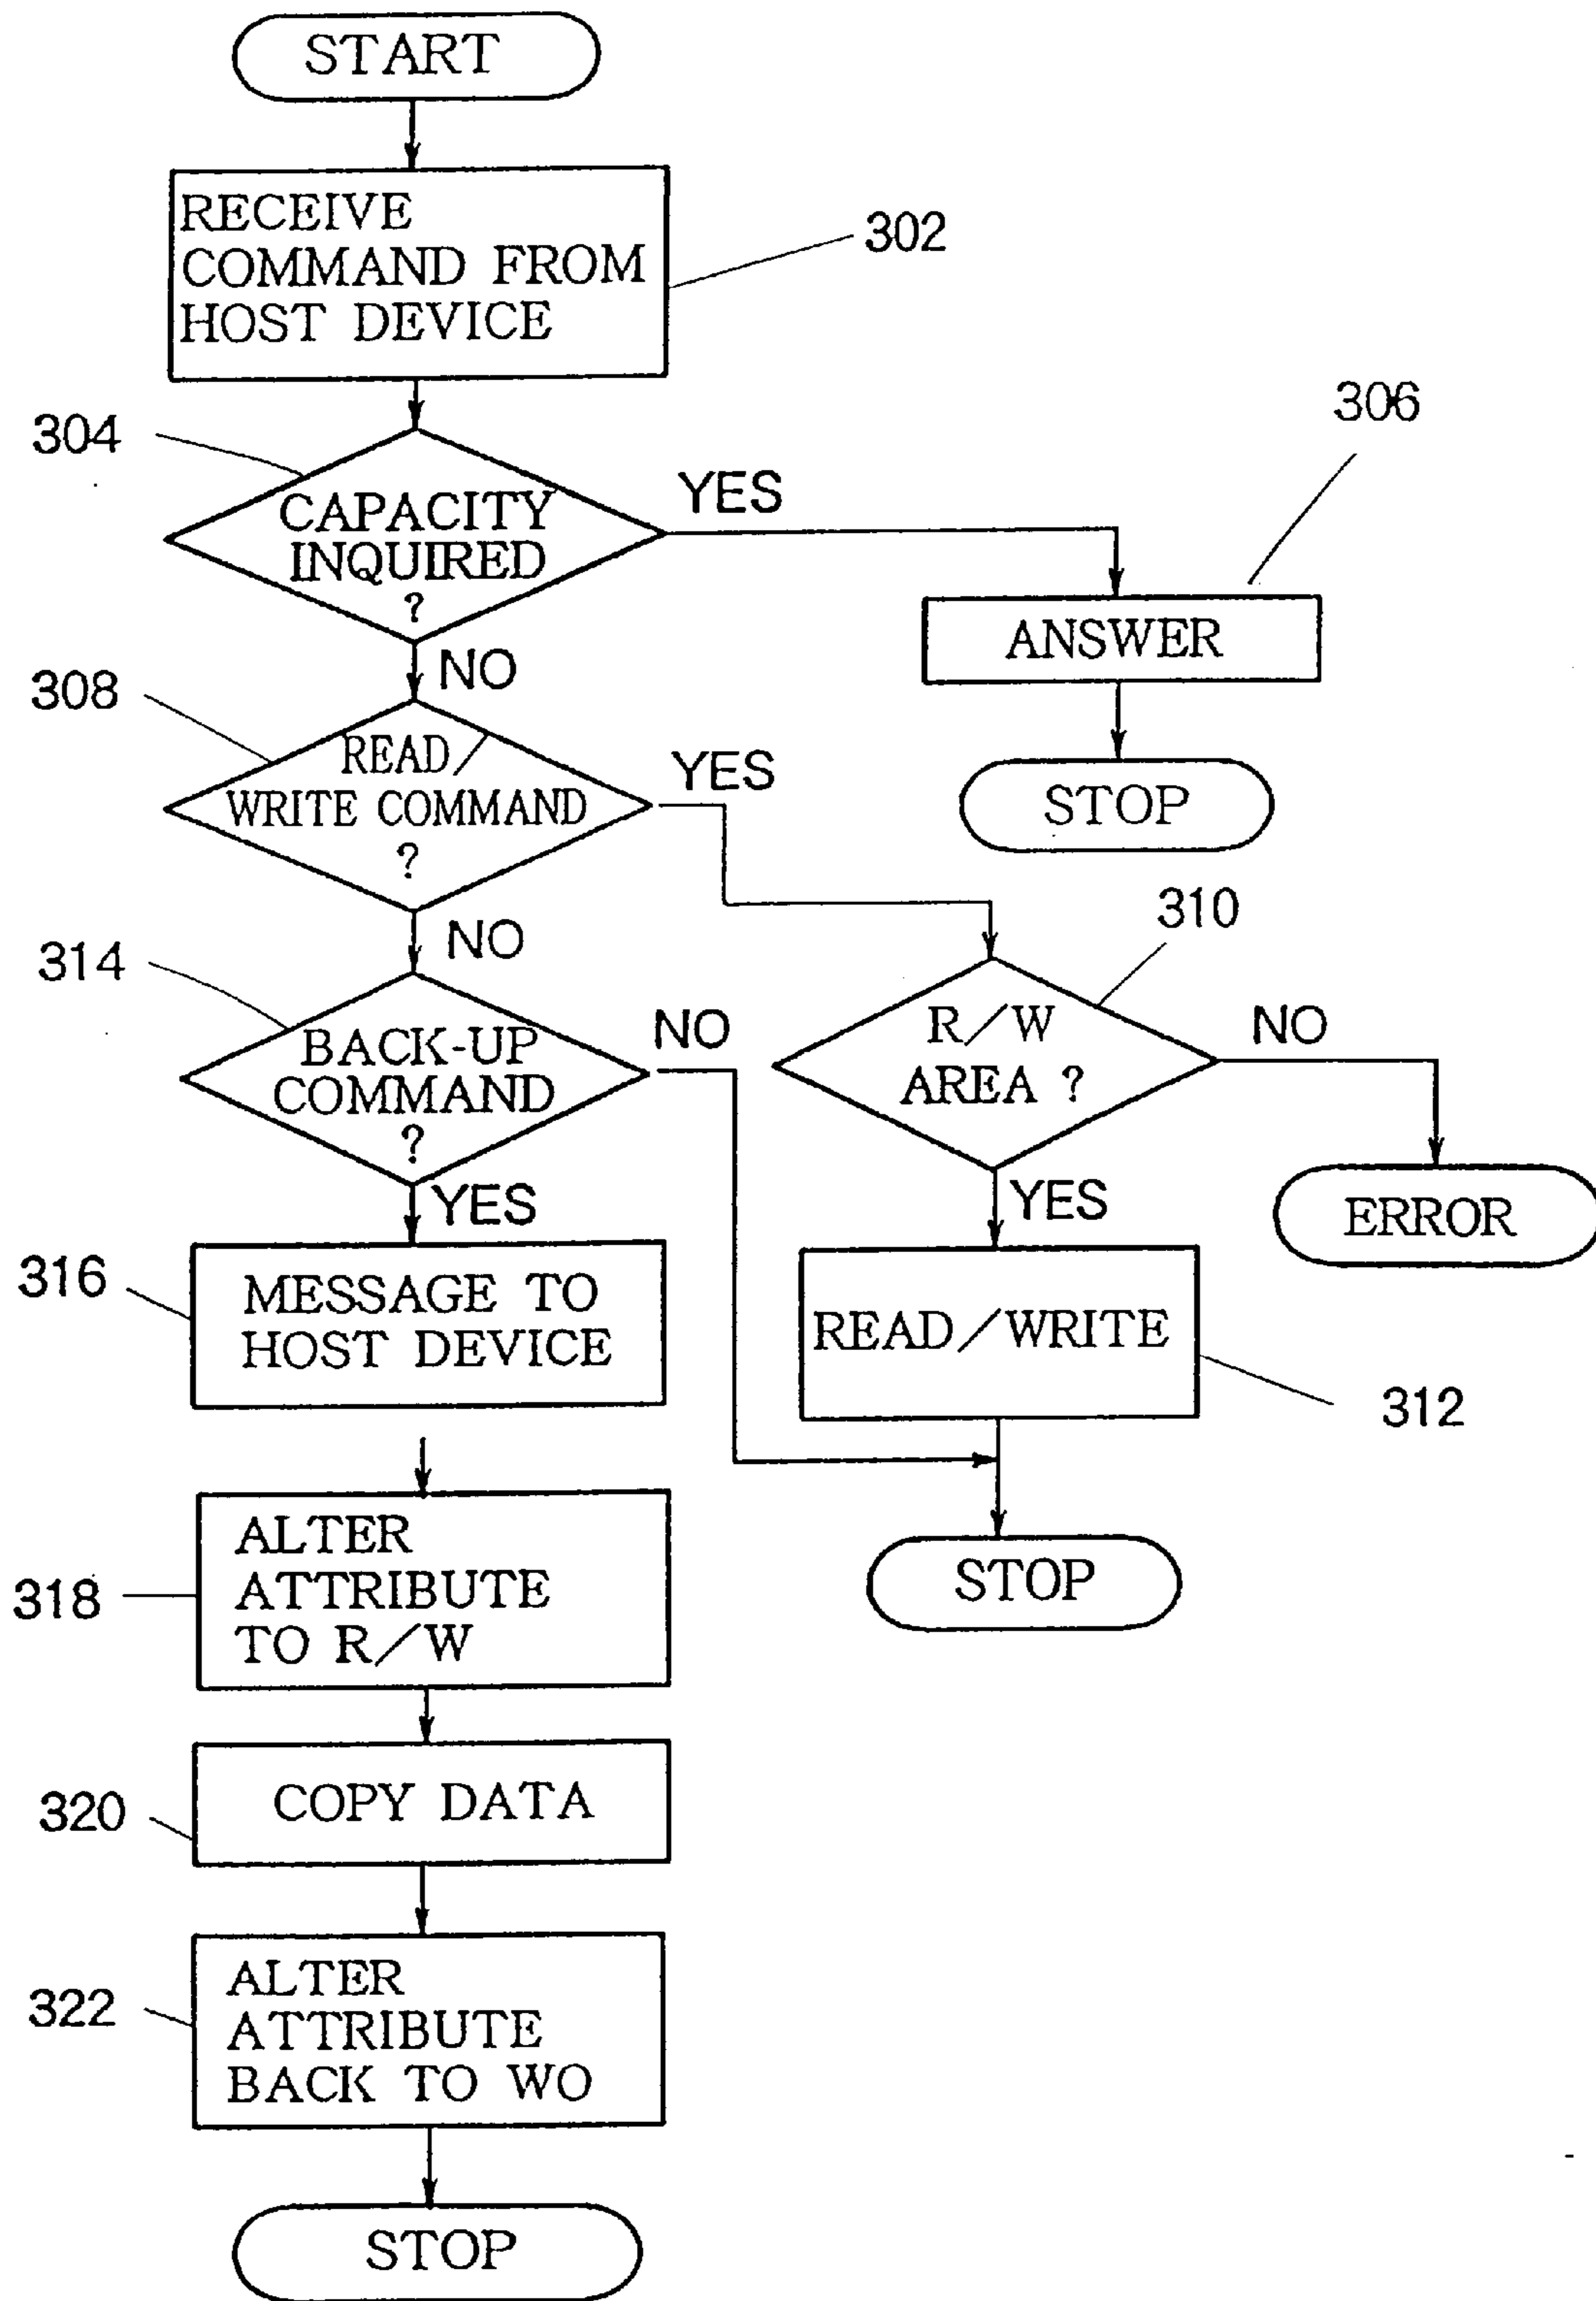 START
RECEIVE
COMMAND FROM
HOST DEVICE
302
304
CAPACITY
INQUIRED
?
YES
306
ANSWER
STOP
NO
308
READ/
WRITE COMMAND
?
YES
310
NO
314
BACK-UP
COMMAND
?
NO
R/W
AREA ?
NO
ERROR
YES
316
MESSAGE TO
HOST DEVICE
YES
READ/WRITE
312
STOP
318
ALTER
ATTRIBUTE
TO R/W
320
COPY DATA
322
ALTER
ATTRIBUTE
BACK TO WO
STOP